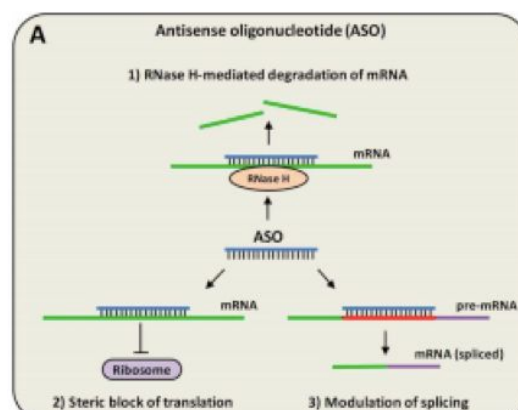 A
Antisense oligonucleotide (ASO)
1) RNase H-mediated degradation of mRNA
mRNA
RNase H
ASO
mRNA
pre-mRNA
Ribosome
mRNA (spliced)
2) Steric block of translation
3) Modulation of splicing